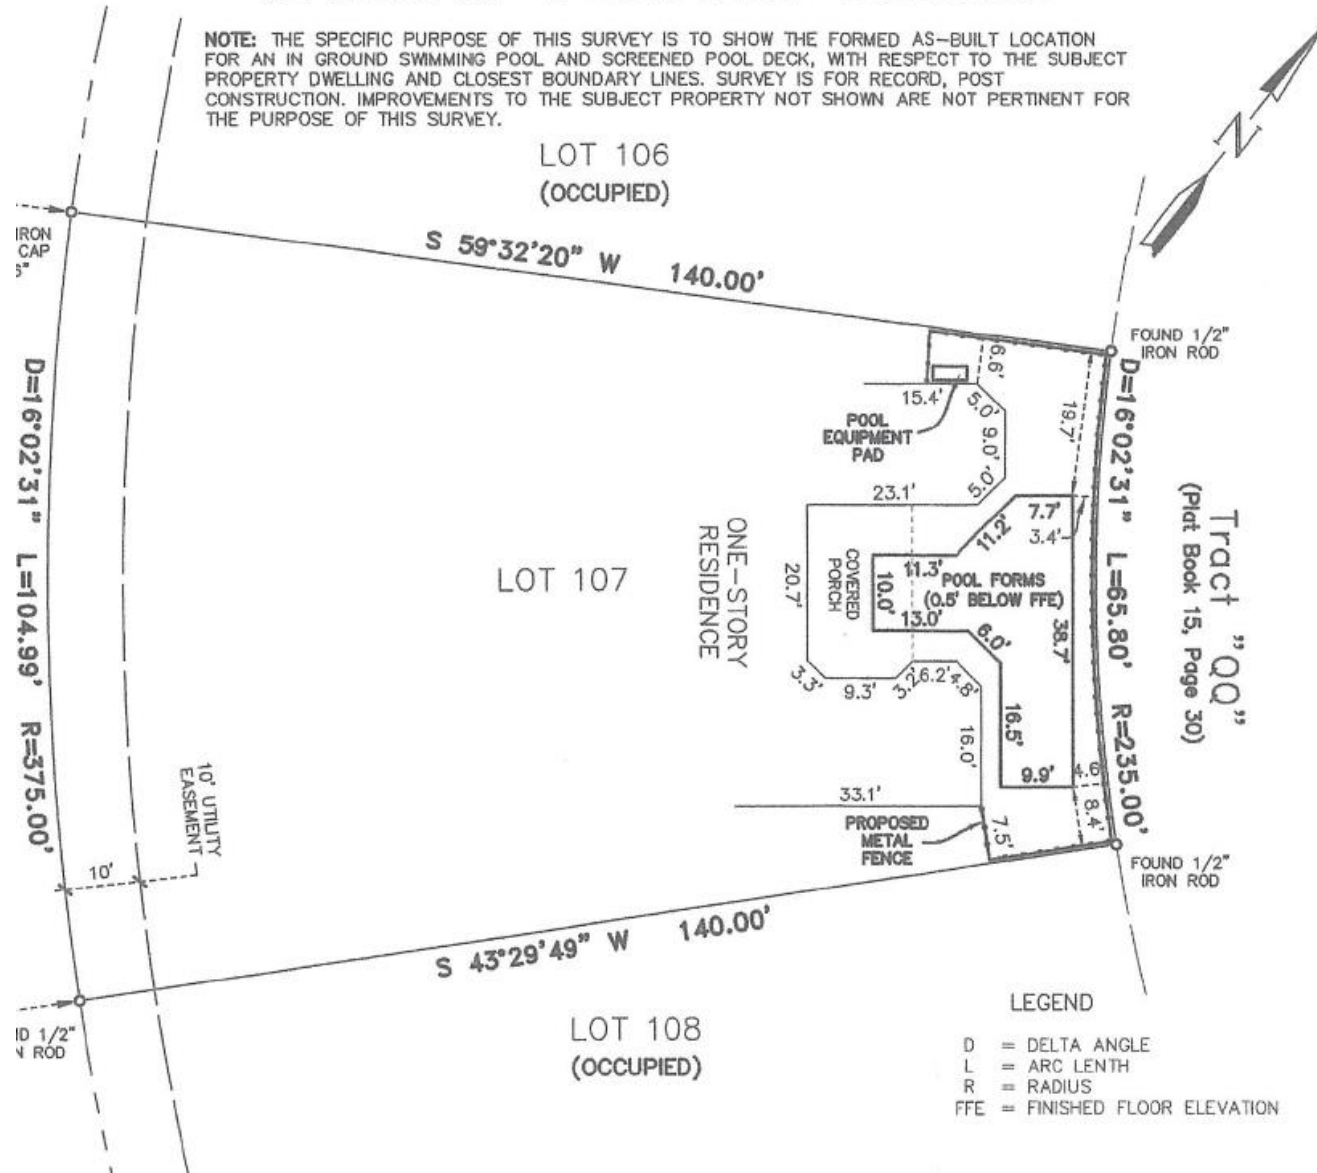 NOTE: THE SPECIFIC PURPOSE OF THIS SURVEY IS TO SHOW THE FORMED AS-BUILT LOCATION
FOR AN IN GROUND SWIMMING POOL AND SCREENED POOL DECK, WITH RESPECT TO THE SUBJECT
PROPERTY DWELLING AND CLOSEST BOUNDARY LINES. SURVEY IS FOR RECORD, POST
CONSTRUCTION. IMPROVEMENTS TO THE SUBJECT PROPERTY NOT SHOWN ARE NOT PERTINENT FOR
THE PURPOSE OF THIS SURVEY.
N
LOT 106
(OCCUPIED)
IRON
CAP
S 59°32'20" W 140.00'
FOUND 1/2"
IRON ROD
6.6'
15.4'
5.0'
9.0'
5.0'
19.7'
POOL
EQUIPMENT
PAD
D=16°02'31" L=104.99' R=375.00'
D=16°02'31" L=65.80' R=235.00'
Tract "QQ"
(Plat Book 15, Page 30)
23.1'
7.7'
3.4'
11.2'
ONE-STORY
RESIDENCE
20.7'
COVERED
PORCH
11.3'
10.0'
13.0'
POOL FORMS
(0.5' BELOW FFE)
LOT 107
38.7'
6.0'
3.3'
9.3'
3.2'
6.2'
4.8'
16.5'
16.0'
9.9'
4.6
33.1'
8.4'
7.5'
PROPOSED
METAL
FENCE
10' UTILITY
EASEMENT
10'
FOUND 1/2"
IRON ROD
S 43°29'49" W 140.00'
LOT 108
(OCCUPIED)
ND 1/2"
N ROD
LEGEND
D = DELTA ANGLE
L = ARC LENTH
R = RADIUS
FFE = FINISHED FLOOR ELEVATION